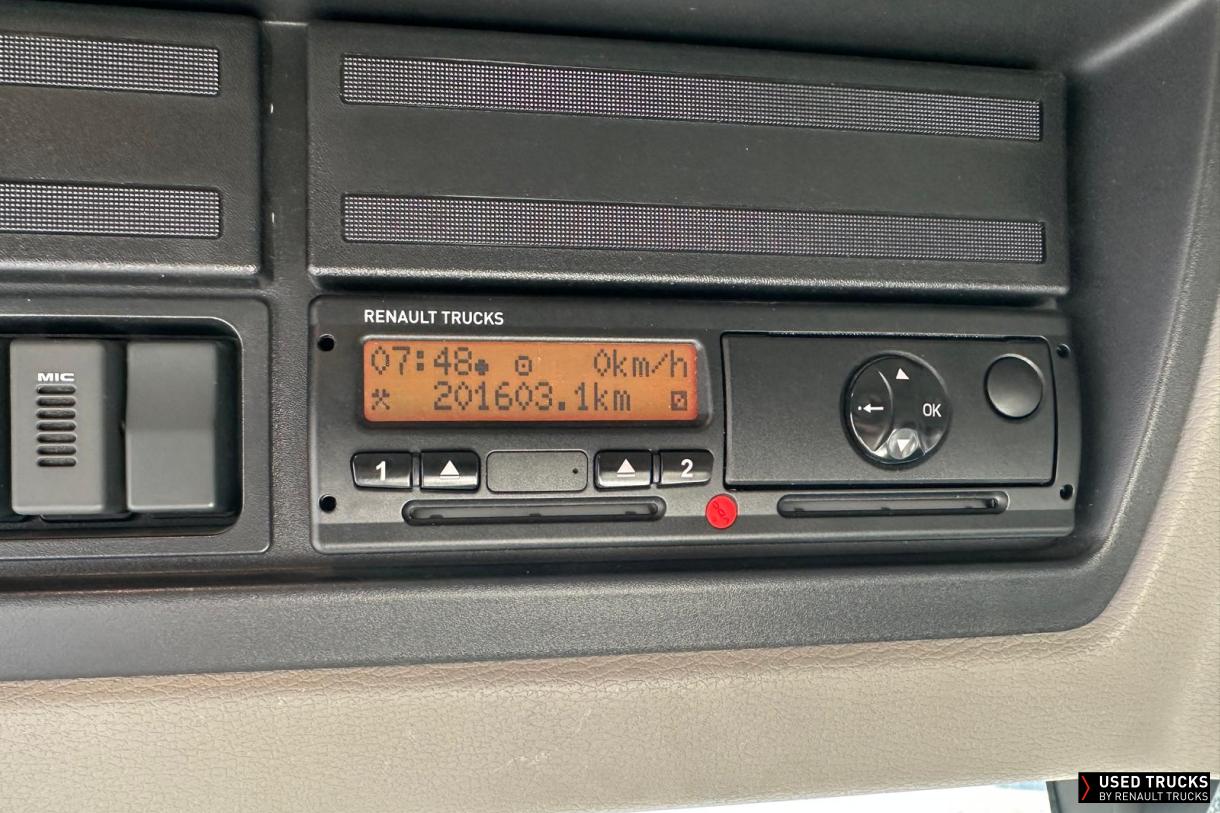 RENAULT TRUCKS
07:48 0km/h
201603.1km
MIC
OK
1
2
USED TRUCKS
BY RENAULT TRUCKS